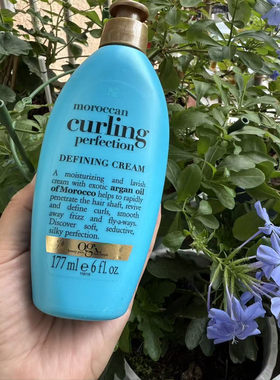 moroccan
curling
perfection
DEFINING CREAM
A moisturizing and lavish
cream with exotic argan oil
of Morocco helps to rapidly
penetrate the hair shaft, renew
and define curls, smooth
away frizz and fly-aways.
Discover soft, seductive,
silky perfection.
ogx
177 ml e 6 fl. oz.